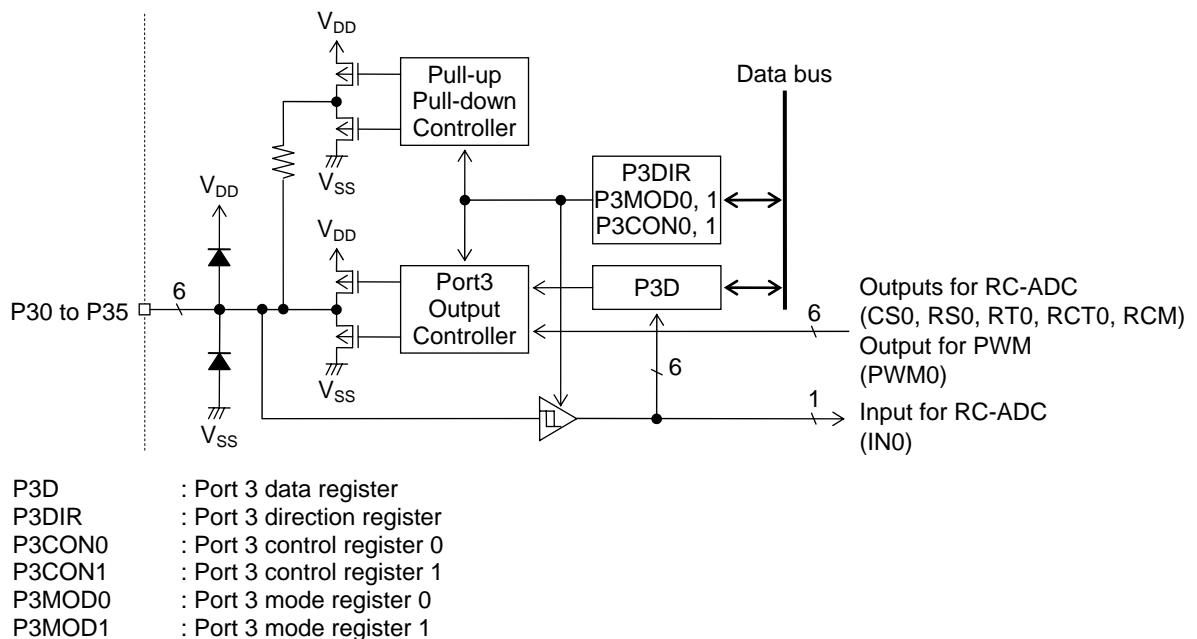 VDD
Pull-up
Pull-down
Controller
VSS
Data bus
P3DIR
P3MOD0, 1
P3CON0, 1
VDD
VDD
Port3
Output
Controller
P3D
P30 to P35
6
VSS
VSS
6
6
1
Outputs for RC-ADC
(CS0, RS0, RT0, RCT0, RCM)
Output for PWM
(PWM0)
Input for RC-ADC
(IN0)
P3D : Port 3 data register
P3DIR : Port 3 direction register
P3CON0 : Port 3 control register 0
P3CON1 : Port 3 control register 1
P3MOD0 : Port 3 mode register 0
P3MOD1 : Port 3 mode register 1